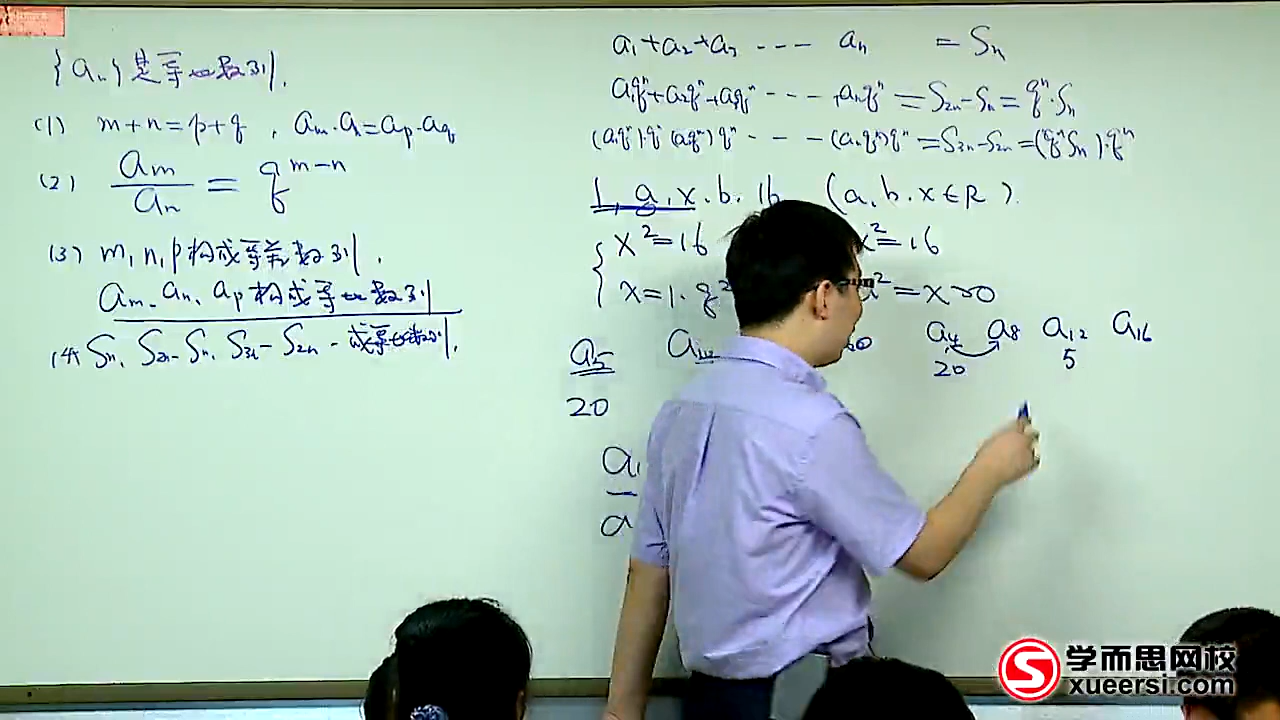 {aₙ}是等比数列.
(1) m+n=p+q, aₘ·aₙ=aₚ·a_q
(2) aₘ/aₙ = q^(m-n)
(3) m,n,p构成等差数列.
aₘ、aₙ、aₚ构成等比数列
(4) Sₙ、S₂ₙ-Sₙ、S₃ₙ-S₂ₙ - 成等比数列.
a₁+a₂+a₃ --- aₙ = Sₙ
a₁qⁿ+a₂qⁿ+a₃qⁿ --- +aₙqⁿ = S₂ₙ-Sₙ = qⁿ·Sₙ
--- (aₙqⁿ)qⁿ = S₃ₙ-S₂ₙ = (qⁿSₙ)·qⁿ
1, a, x, b, 16 (a, b, x∈R).
x²=16 x²=16
x=1·q² a²=x>0
a₅
20
a₄ a₈ a₁₂ a₁₆
20 5
学而思网校
xueersi.com